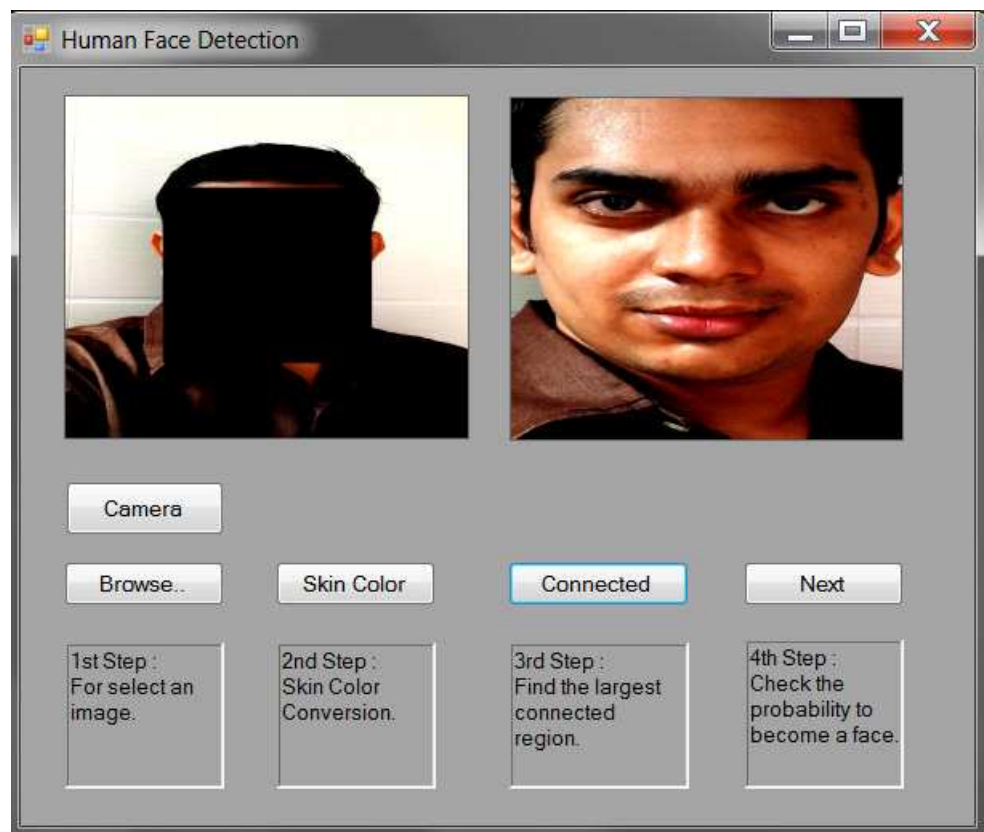 Human Face Detection
Camera
Browse..
Skin Color
Connected
Next
1st Step :
For select an
image.
2nd Step :
Skin Color
Conversion.
3rd Step :
Find the largest
connected
region.
4th Step :
Check the
probability to
become a face.